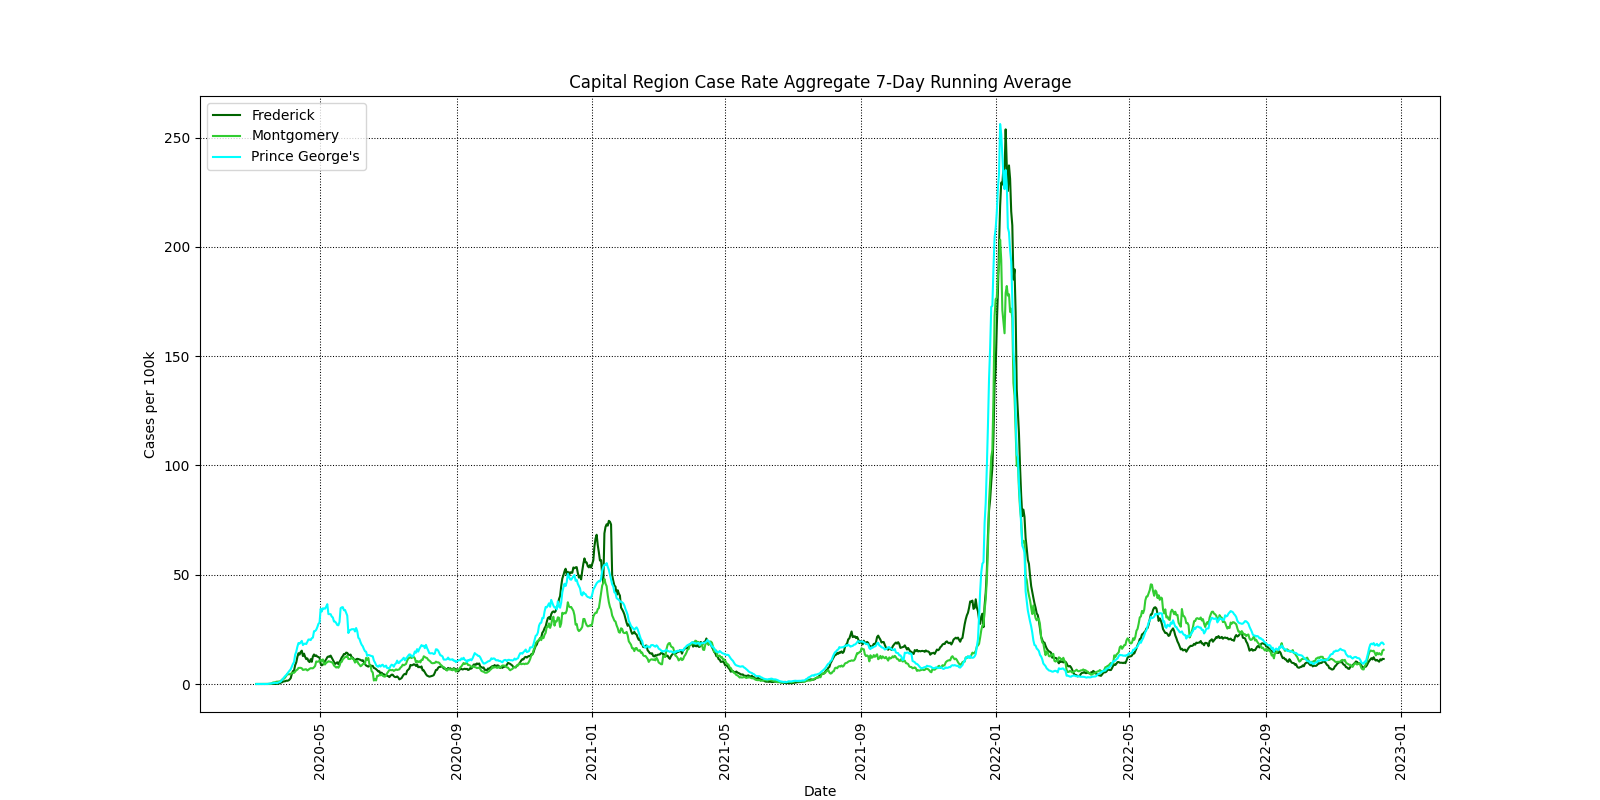 Capital Region Case Rate Aggregate 7-Day Running Average
Frederick
Montgomery
Prince George's
250
200
150
100
50
0
Cases per 100k
2020-05
2020-09
2021-01
2021-05
2021-09
2022-01
2022-05
2022-09
2023-01
Date